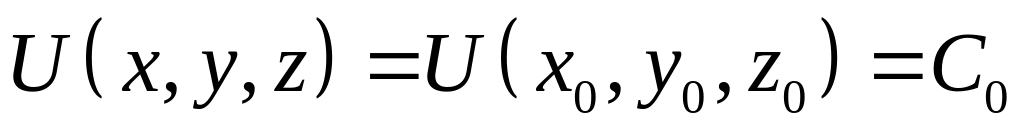 U(x, y, z) = U(x₀, y₀, z₀) = C₀